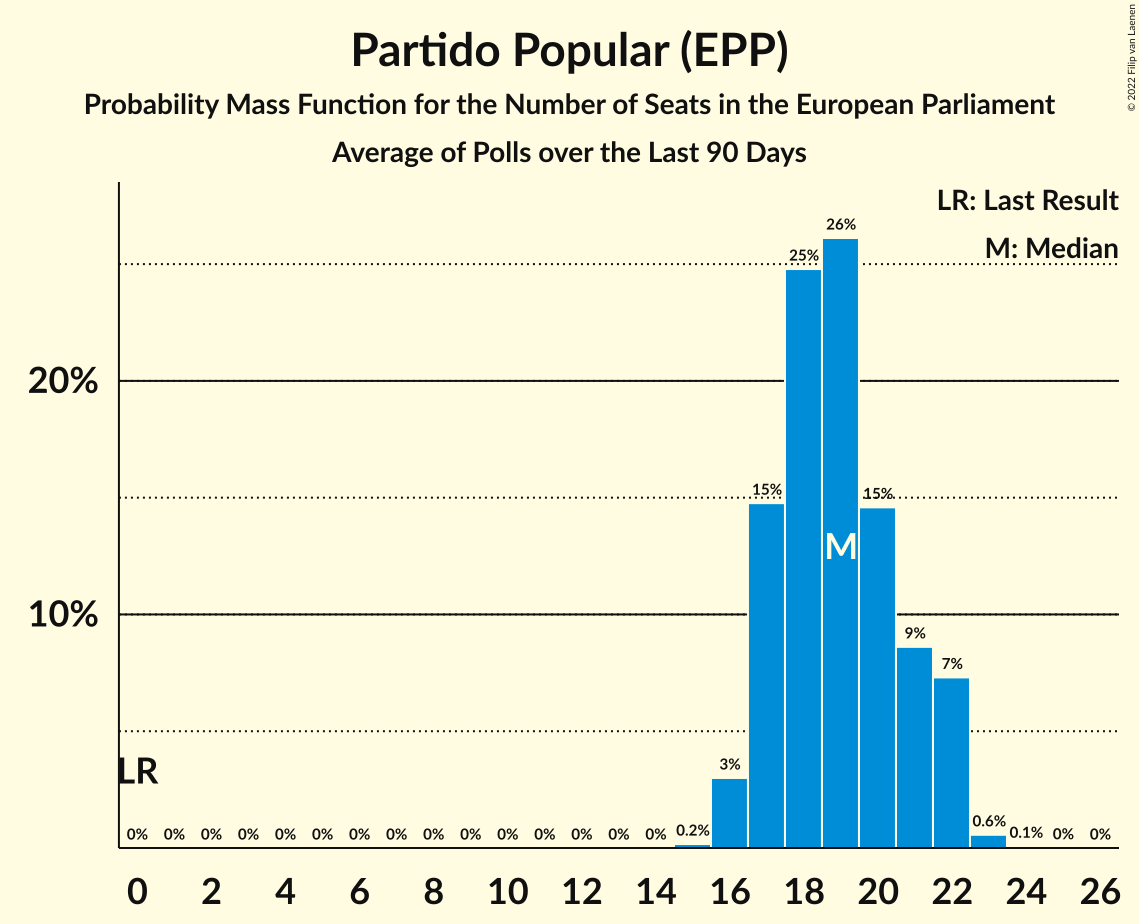 Partido Popular (EPP)
Probability Mass Function for the Number of Seats in the European Parliament
Average of Polls over the Last 90 Days
© 2022 Filip van Laenen
LR: Last Result
M: Median
26%
25%
20%
15%
15%
M
10%
9%
7%
LR
3%
0% 0% 0% 0% 0% 0% 0% 0% 0% 0% 0% 0% 0% 0% 0% 0.2% 0.6% 0.1% 0% 0%
0 2 4 6 8 10 12 14 16 18 20 22 24 26